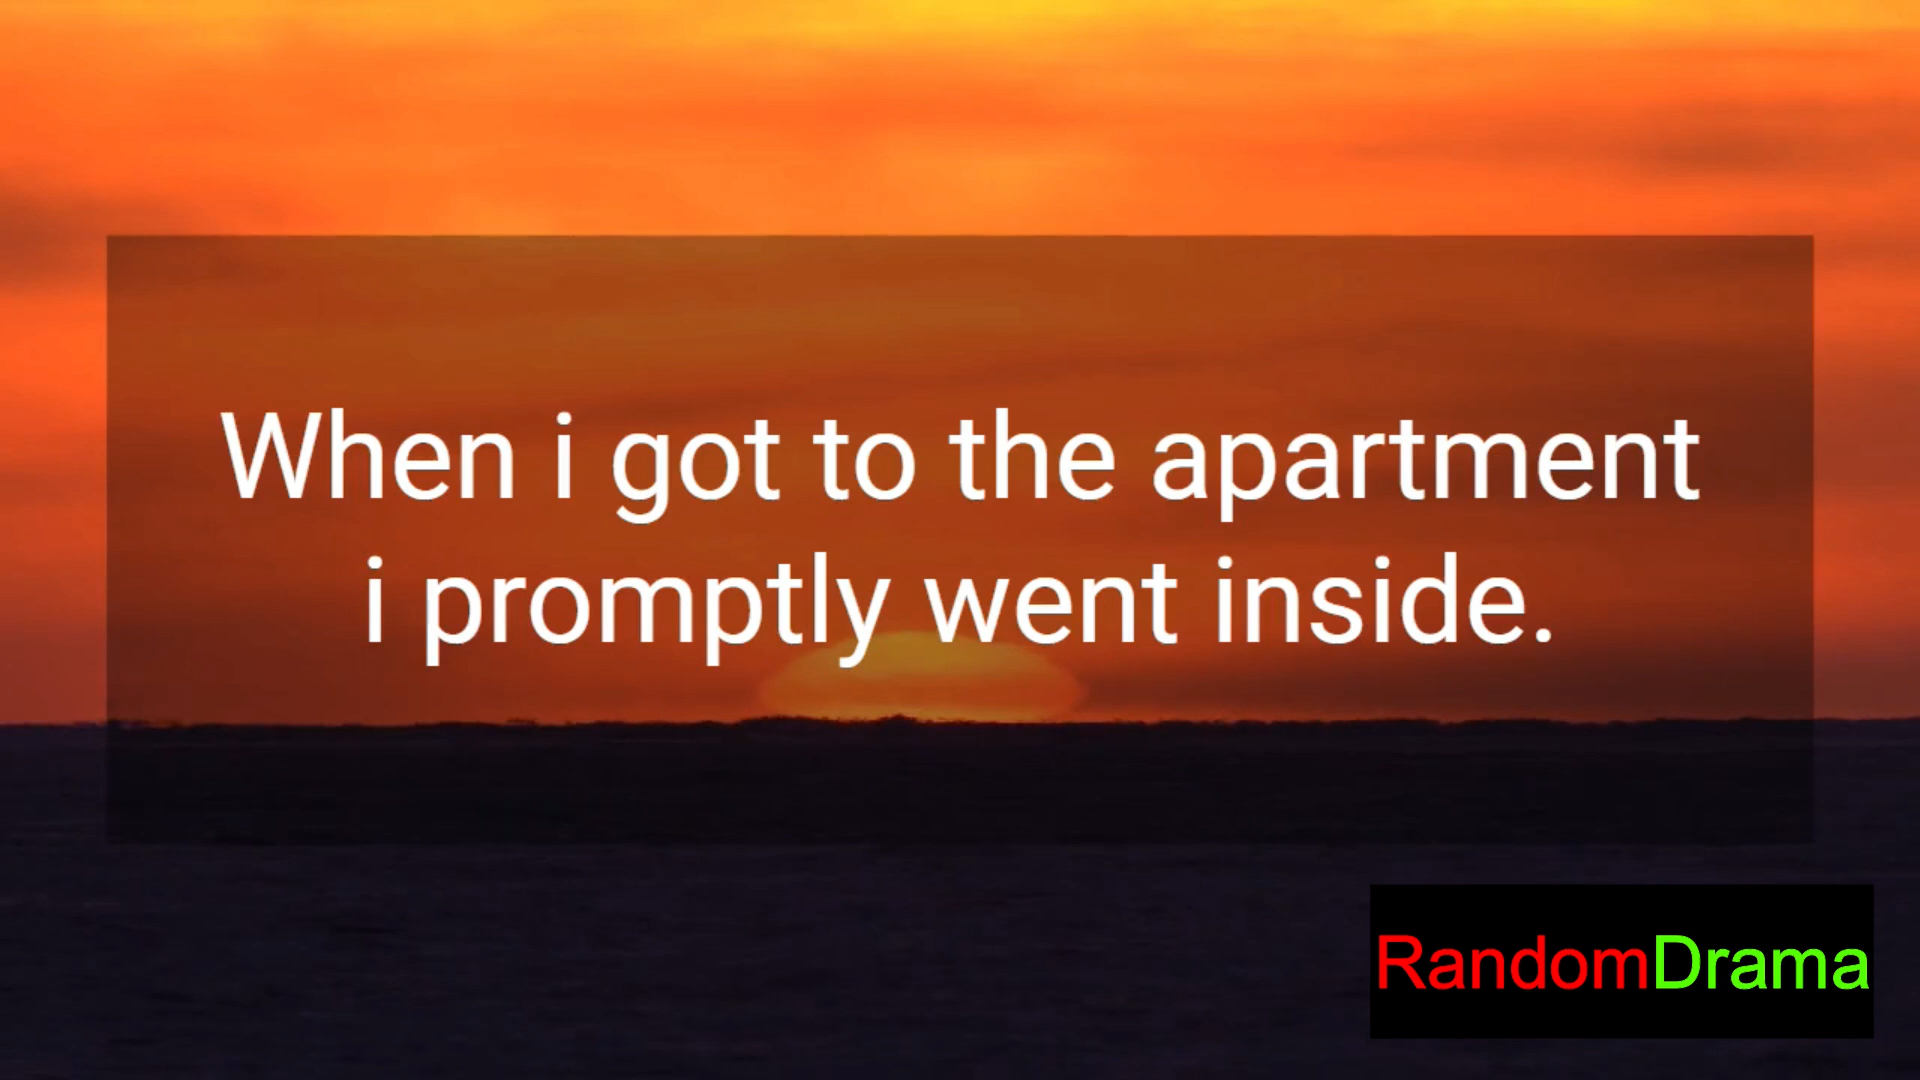 When i got to the apartment
i promptly went inside.
RandomDrama